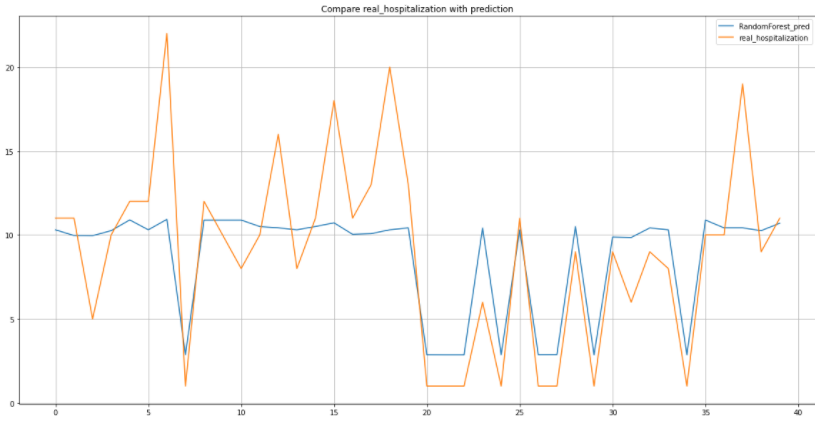 Compare real_hospitalization with prediction
RandomForest_pred
real_hospitalization
20
15
10
5
0
0 5 10 15 20 25 30 35 40